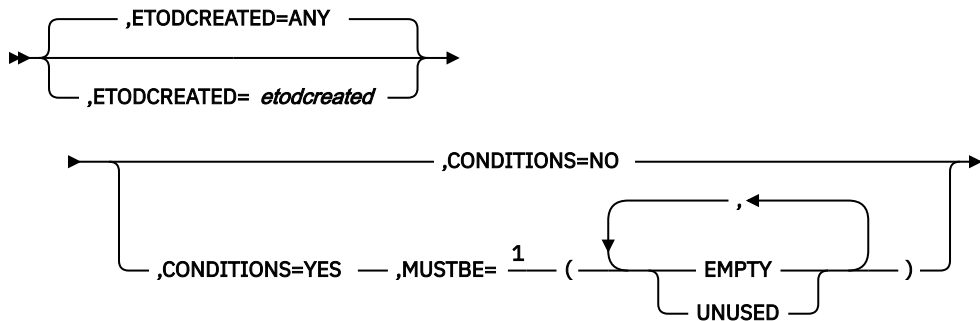 ,ETODCREATED=ANY
,ETODCREATED= etodcreated
,CONDITIONS=NO
,
,CONDITIONS=YES ,MUSTBE= 1 ( EMPTY )
UNUSED